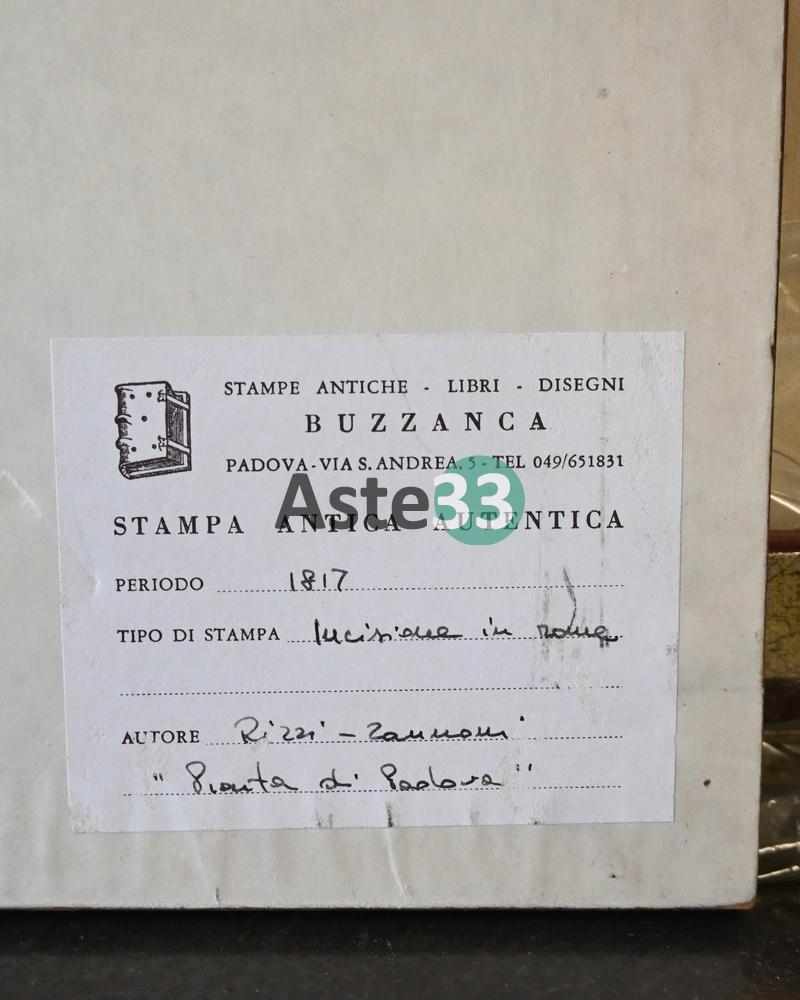 STAMPE ANTICHE - LIBRI - DISEGNI
BUZZANCA
PADOVA - VIA S. ANDREA, 5 - TEL 049/651831
Aste33
STAMPA ANTICA AUTENTICA
PERIODO 1817
TIPO DI STAMPA Incisione in rame
AUTORE Rizzi - Zannoni
"Pianta di Padova"